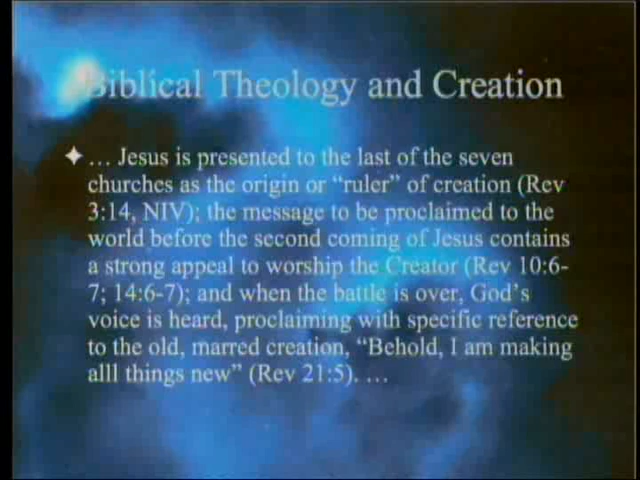 Biblical Theology and Creation
… Jesus is presented to the last of the seven
churches as the origin or “ruler” of creation (Rev
3:14, NIV); the message to be proclaimed to the
world before the second coming of Jesus contains
a strong appeal to worship the Creator (Rev 10:6-
7; 14:6-7); and when the battle is over, God’s
voice is heard, proclaiming with specific reference
to the old, marred creation, “Behold, I am making
alll things new” (Rev 21:5). …